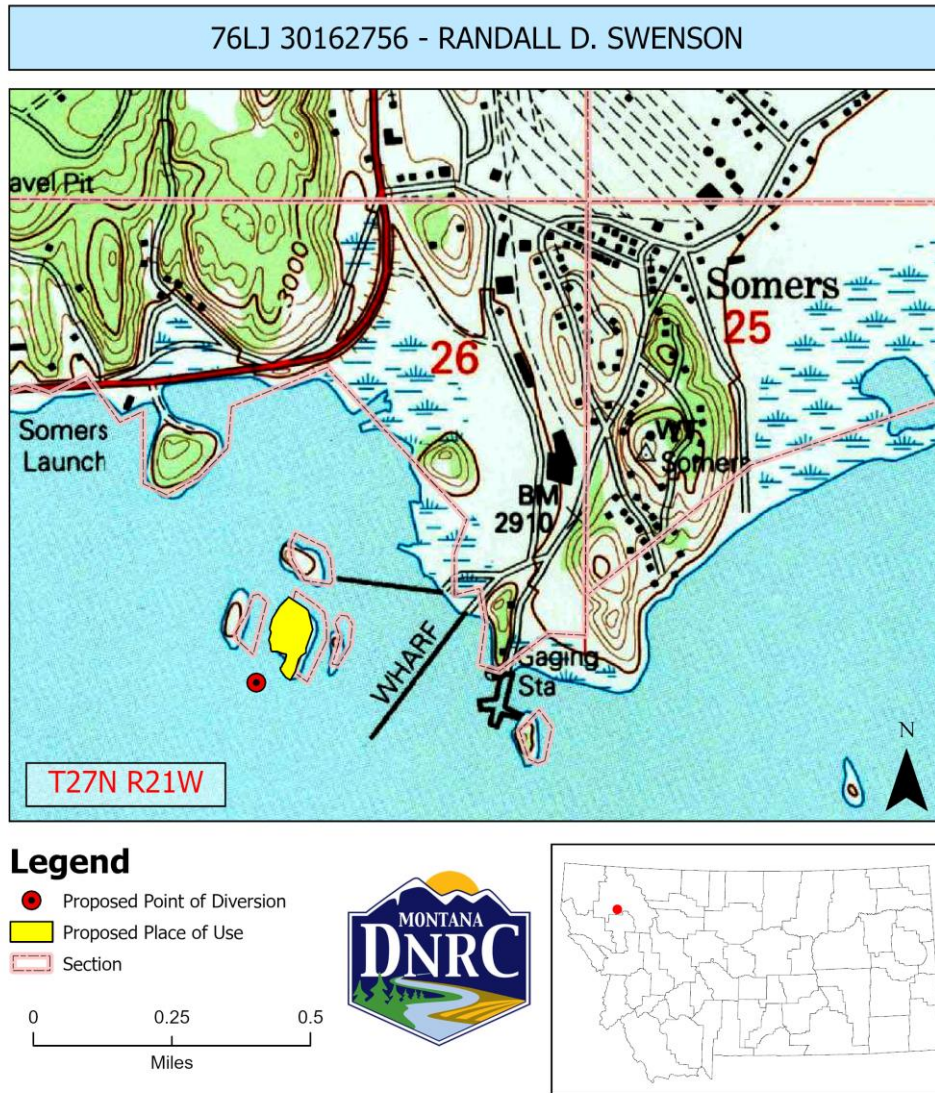 76LJ 30162756 - RANDALL D. SWENSON
avel Pit
3000
Somers
25
26
Somers
Launch
Somers
BM
2910
WHARF
Gaging
Sta
T27N R21W
N
Legend
Proposed Point of Diversion
Proposed Place of Use
Section
0 0.25 0.5
Miles
MONTANA
DNRC